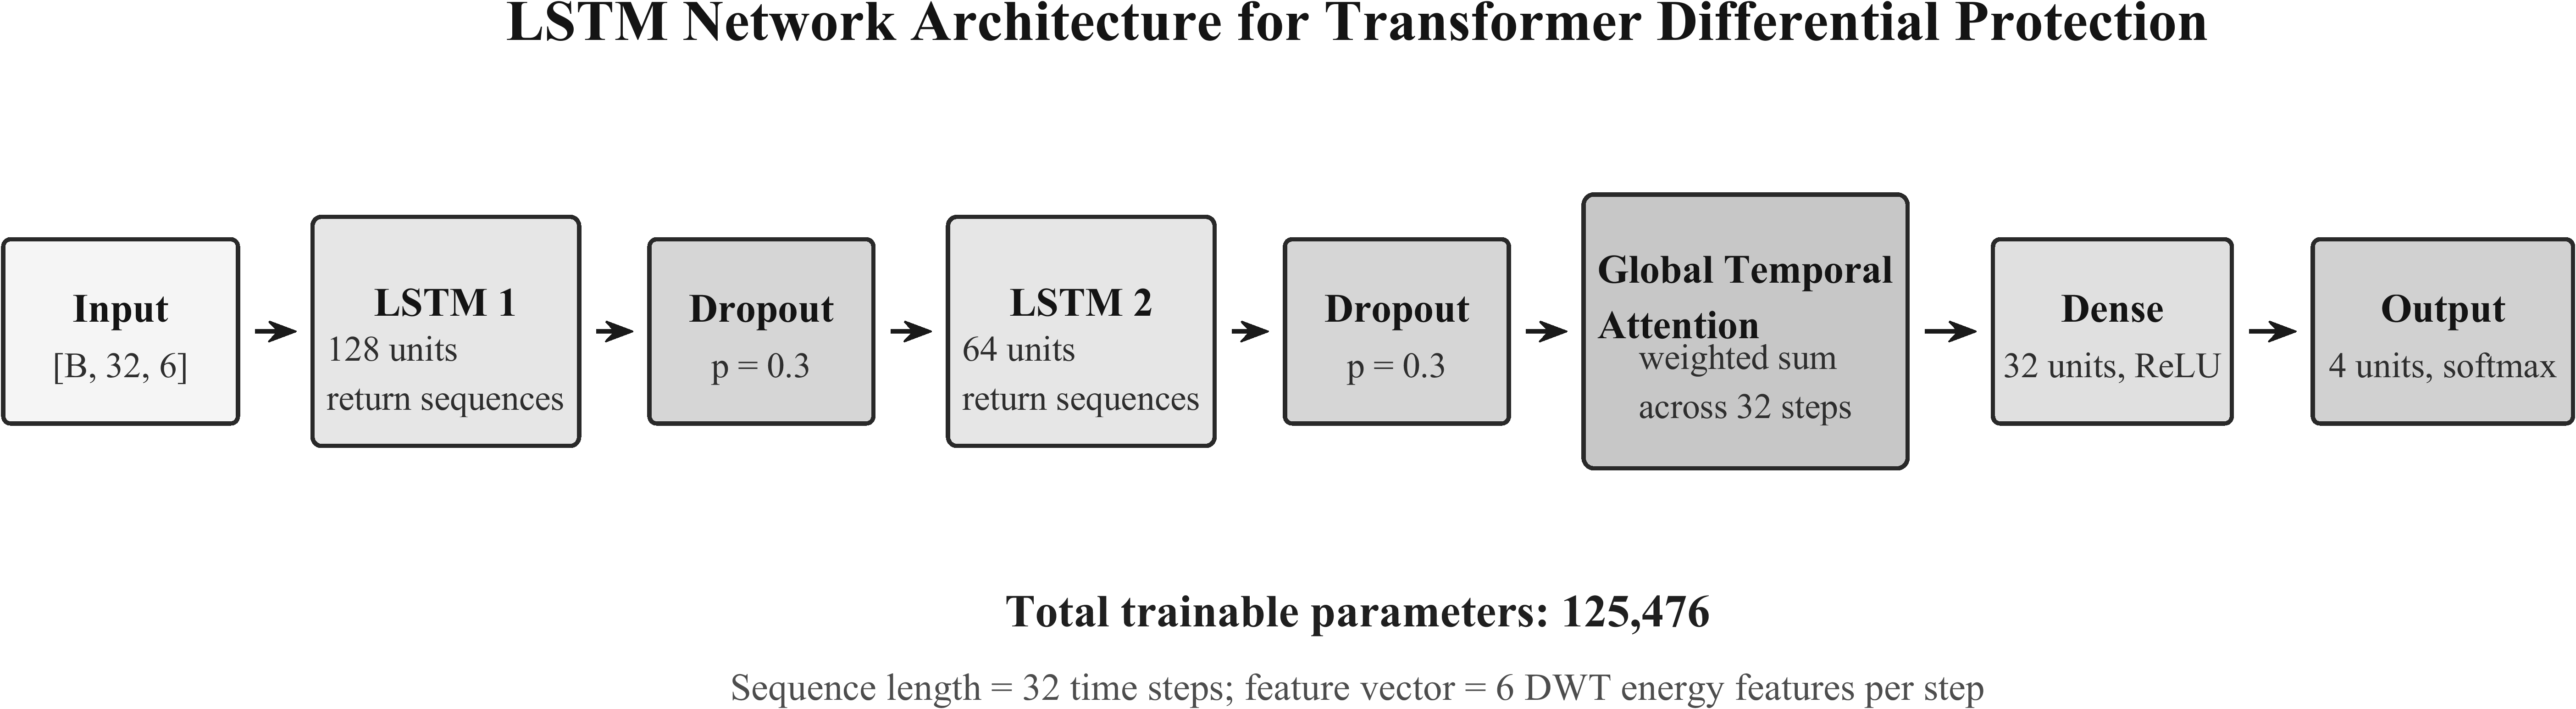 LSTM Network Architecture for Transformer Differential Protection
Input
[B, 32, 6]
LSTM 1
128 units
return sequences
Dropout
p = 0.3
LSTM 2
64 units
return sequences
Dropout
p = 0.3
Global Temporal
Attention
weighted sum
across 32 steps
Dense
32 units, ReLU
Output
4 units, softmax
Total trainable parameters: 125,476
Sequence length = 32 time steps; feature vector = 6 DWT energy features per step